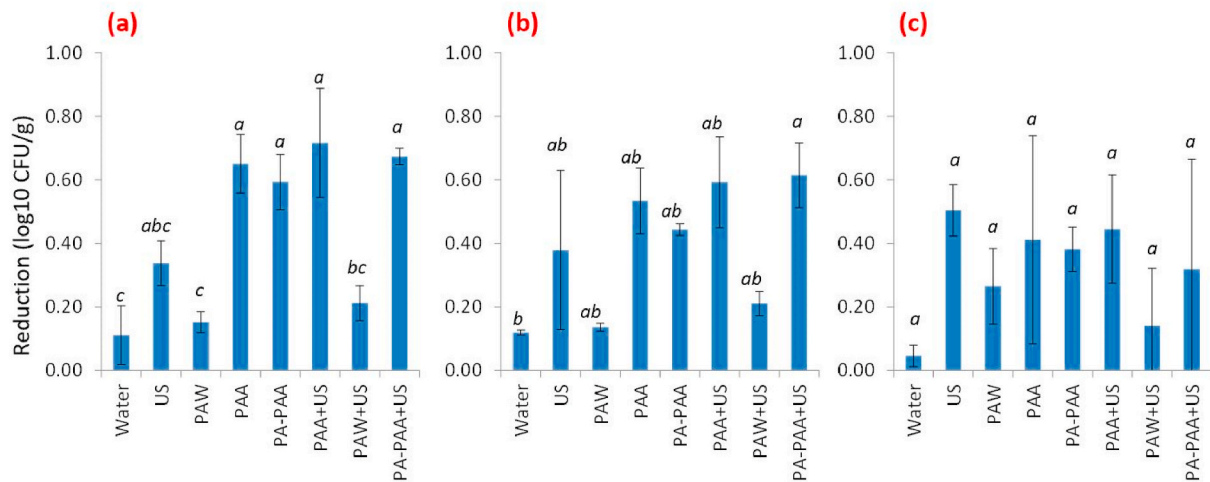 (a)
(b)
(c)
Reduction (log10 CFU/g)
1.00
0.80
0.60
0.40
0.20
0.00
c
abc
c
a
a
a
bc
a
Water
US
PAW
PAA
PA-PAA
PAA+US
PAW+US
PA-PAA+US
1.00
0.80
0.60
0.40
0.20
0.00
b
ab
ab
ab
ab
ab
ab
a
Water
US
PAW
PAA
PA-PAA
PAA+US
PAW+US
PA-PAA+US
1.00
0.80
0.60
0.40
0.20
0.00
a
a
a
a
a
a
a
a
Water
US
PAW
PAA
PA-PAA
PAA+US
PAW+US
PA-PAA+US